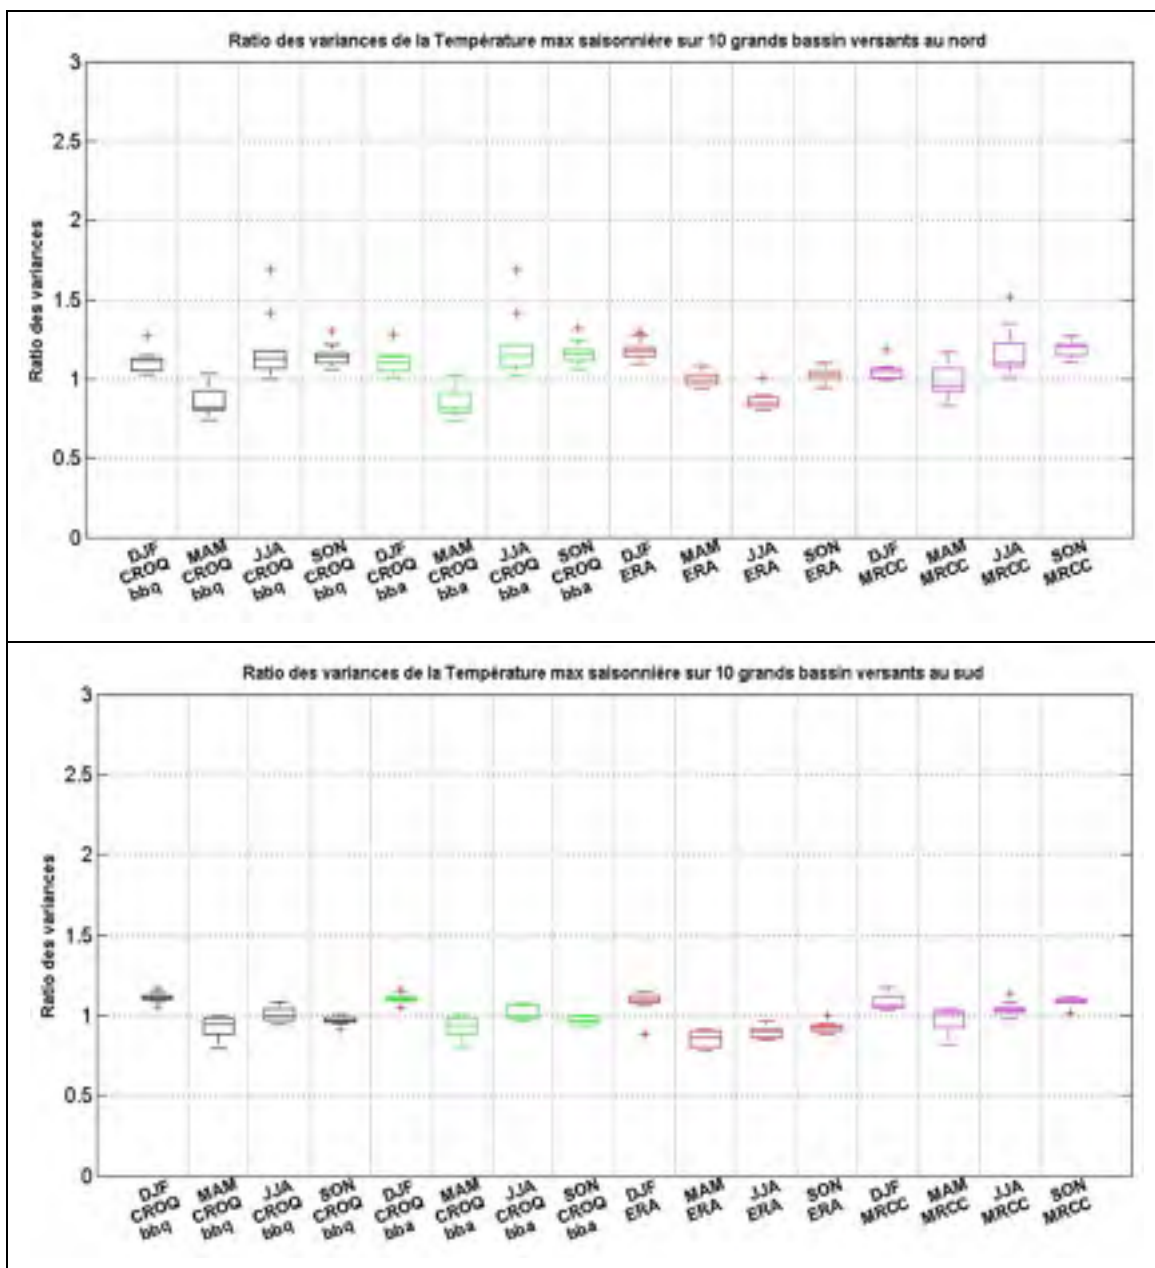 Ratio des variances de la Température max saisonnière sur 10 grands bassin versants au nord
Ratio des variances
3
2.5
2
1.5
1
0.5
0
DJF CROQ bbq
MAM CROQ bbq
JJA CROQ bbq
SON CROQ bbq
DJF CROQ bba
MAM CROQ bba
JJA CROQ bba
SON CROQ bba
DJF ERA
MAM ERA
JJA ERA
SON ERA
DJF MRCC
MAM MRCC
JJA MRCC
SON MRCC
Ratio des variances de la Température max saisonnière sur 10 grands bassin versants au sud
Ratio des variances
3
2.5
2
1.5
1
0.5
0
DJF CROQ bbq
MAM CROQ bbq
JJA CROQ bbq
SON CROQ bbq
DJF CROQ bba
MAM CROQ bba
JJA CROQ bba
SON CROQ bba
DJF ERA
MAM ERA
JJA ERA
SON ERA
DJF MRCC
MAM MRCC
JJA MRCC
SON MRCC